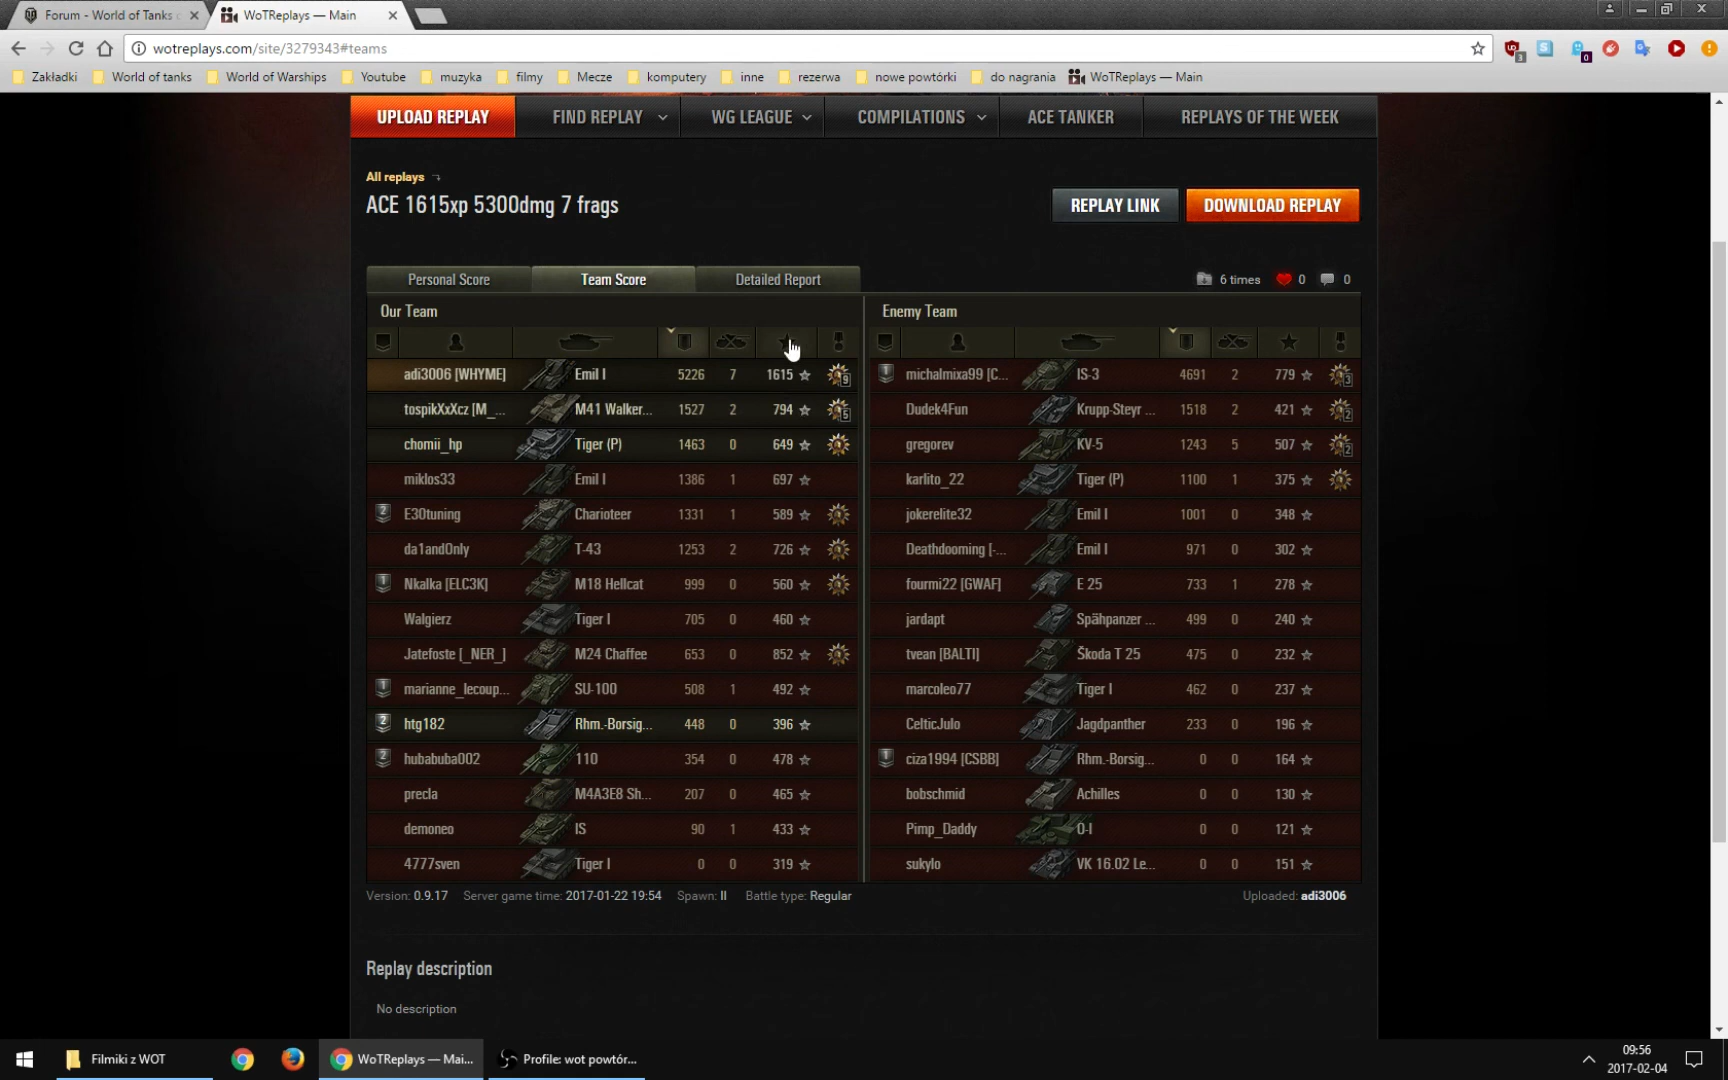 Forum - World of Tanks
WoTReplays — Main
wotreplays.com/site/3279343#teams
Zakładki World of tanks World of Warships Youtube muzyka filmy Mecze komputery inne rezerwa nowe powtórki do nagrania WoTReplays — Main
UPLOAD REPLAY FIND REPLAY WG LEAGUE COMPILATIONS ACE TANKER REPLAYS OF THE WEEK
All replays
ACE 1615xp 5300dmg 7 frags
REPLAY LINK DOWNLOAD REPLAY
Personal Score Team Score Detailed Report 6 times 0 0
Our Team Enemy Team
adi3006 [WHYME] Emil I 5226 7 1615 9 1 michalmixa99 [C... IS-3 4691 2 779 3
tospikXxXcz [M_... M41 Walker... 1527 2 794 5 Dudek4Fun Krupp-Steyr ... 1518 2 421 2
chomii_hp Tiger (P) 1463 0 649 gregorev KV-5 1243 5 507 2
miklos33 Emil I 1386 1 697 karlito_22 Tiger (P) 1100 1 375
2 E30tuning Charioteer 1331 1 589 jokerelite32 Emil I 1001 0 348
da1andOnly T-43 1253 2 726 Deathdooming [-... Emil I 971 0 302
1 Nkalka [ELC3K] M18 Hellcat 999 0 560 fourmi22 [GWAF] E 25 733 1 278
Walgierz Tiger I 705 0 460 jardapt Spähpanzer ... 499 0 240
Jatefoste [_NER_] M24 Chaffee 653 0 852 tvean [BALTI] Škoda T 25 475 0 232
1 marianne_lecoup... SU-100 508 1 492 marcoleo77 Tiger I 462 0 237
2 htg182 Rhm.-Borsig... 448 0 396 CelticJulo Jagdpanther 233 0 196
2 hubabuba002 110 354 0 478 1 ciza1994 [CSBB] Rhm.-Borsig... 0 0 164
precla M4A3E8 Sh... 207 0 465 bobschmid Achilles 0 0 130
demoneo IS 90 1 433 Pimp_Daddy O-I 0 0 121
4777sven Tiger I 0 0 319 sukylo VK 16.02 Le... 0 0 151
Version: 0.9.17 Server game time: 2017-01-22 19:54 Spawn: II Battle type: Regular Uploaded: adi3006
Replay description
No description
Filmiki z WOT WoTReplays — Mai... Profile: wot powtór... 09:56
2017-02-04